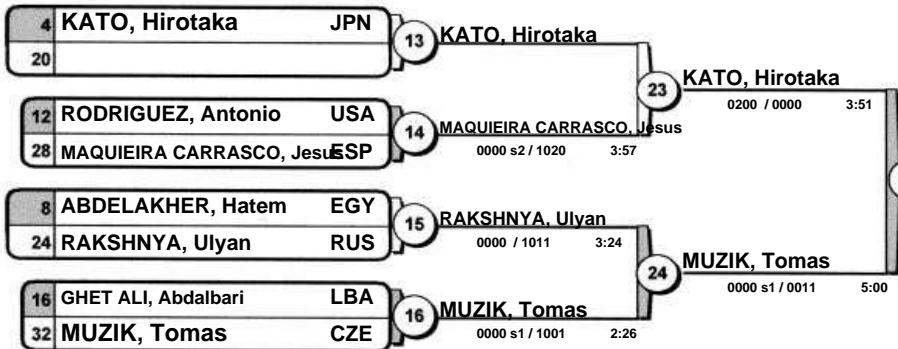 4 KATO, Hirotaka JPN
20
13
KATO, Hirotaka
12 RODRIGUEZ, Antonio USA
28 MAQUIEIRA CARRASCO, Jesus ESP
14
MAQUIEIRA CARRASCO, Jesus
0000 s2 / 1020 3:57
23
KATO, Hirotaka
0200 / 0000 3:51
8 ABDELAKHER, Hatem EGY
24 RAKSHNYA, Ulyan RUS
15
RAKSHNYA, Ulyan
0000 / 1011 3:24
16 GHET ALI, Abdalbari LBA
32 MUZIK, Tomas CZE
16
MUZIK, Tomas
0000 s1 / 1001 2:26
24
MUZIK, Tomas
0000 s1 / 0011 5:00